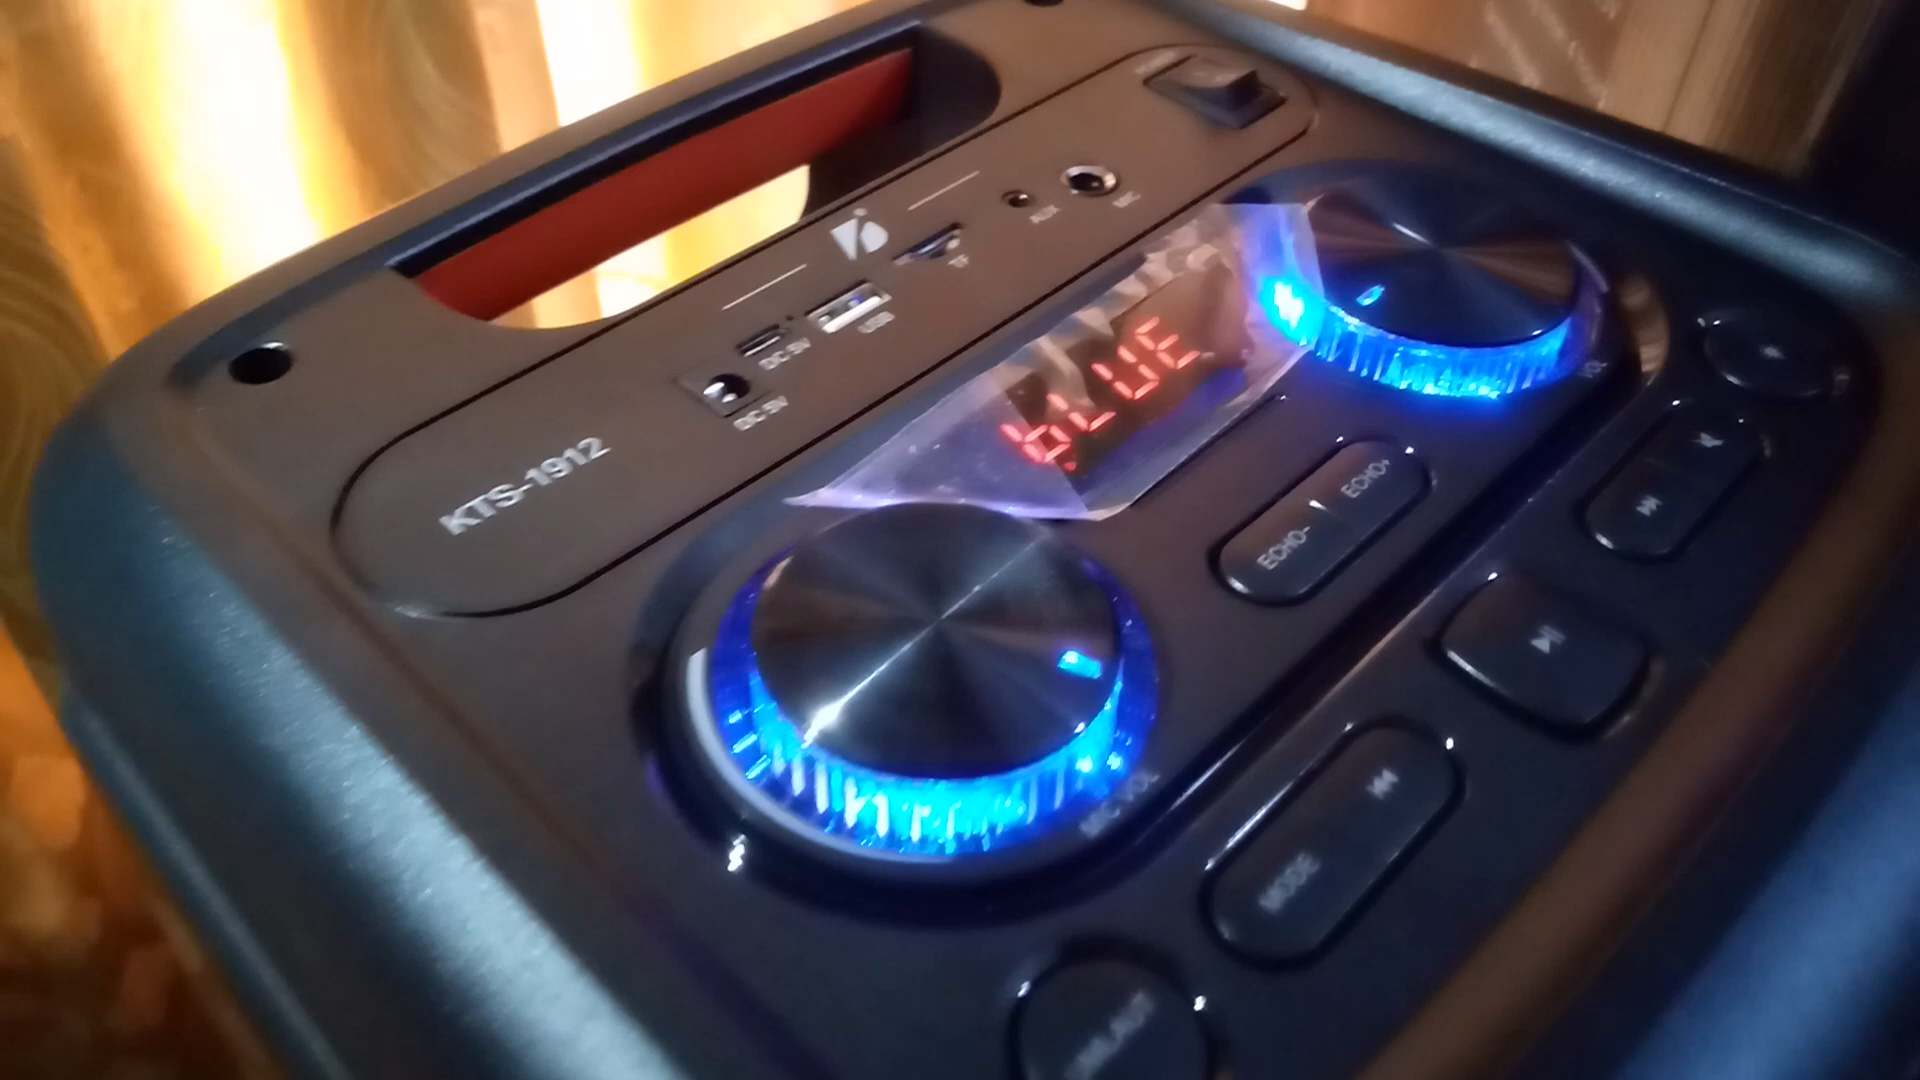 MIC
AUX
TF
USB
DC 5V
DC 5V
KTS-1912
bLUE
VOL
ECHO+
ECHO-
MIC VOL
MODE